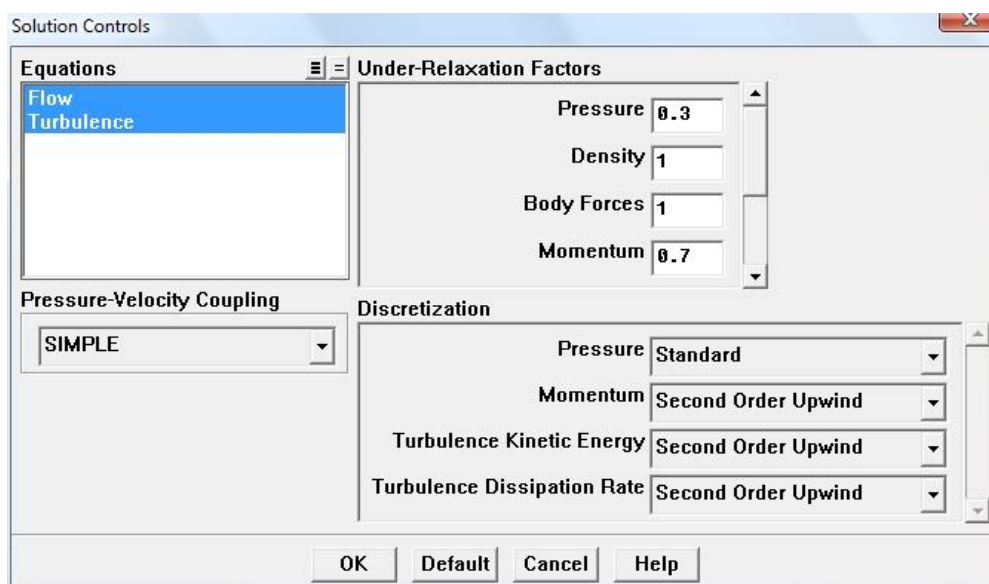 Solution Controls
Equations
Flow
Turbulence
Under-Relaxation Factors
Pressure 0.3
Density 1
Body Forces 1
Momentum 0.7
Pressure-Velocity Coupling
SIMPLE
Discretization
Pressure Standard
Momentum Second Order Upwind
Turbulence Kinetic Energy Second Order Upwind
Turbulence Dissipation Rate Second Order Upwind
OK Default Cancel Help